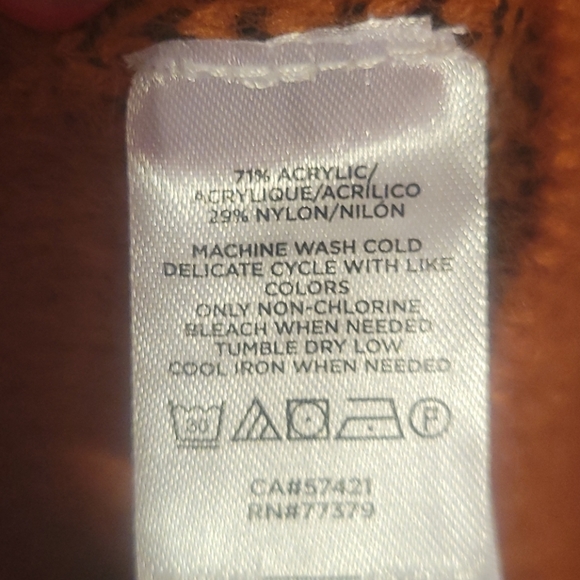 71% ACRYLIC/
ACRYLIQUE/ACRÍLICO
29% NYLON/NILÓN
MACHINE WASH COLD
DELICATE CYCLE WITH LIKE
COLORS
ONLY NON-CHLORINE
BLEACH WHEN NEEDED
TUMBLE DRY LOW
COOL IRON WHEN NEEDED
30 P
CA#57421
RN#77379